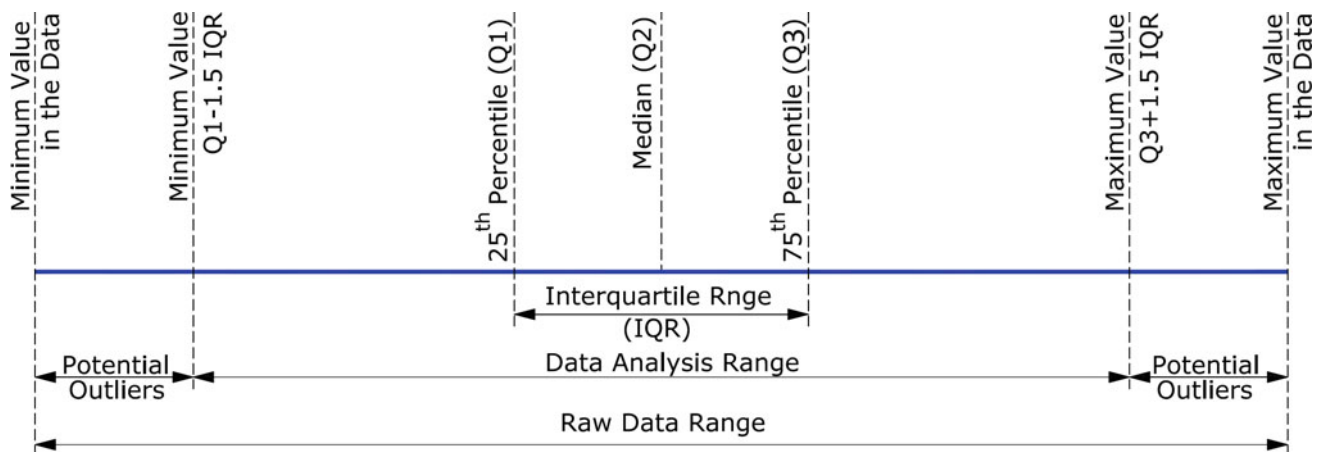 Minimum Value
in the Data
Minimum Value
Q1-1.5 IQR
25th Percentile (Q1)
Median (Q2)
75th Percentile (Q3)
Maximum Value
Q3+1.5 IQR
Maximum Value
in the Data
Interquartile Rnge
(IQR)
Potential
Outliers
Data Analysis Range
Potential
Outliers
Raw Data Range